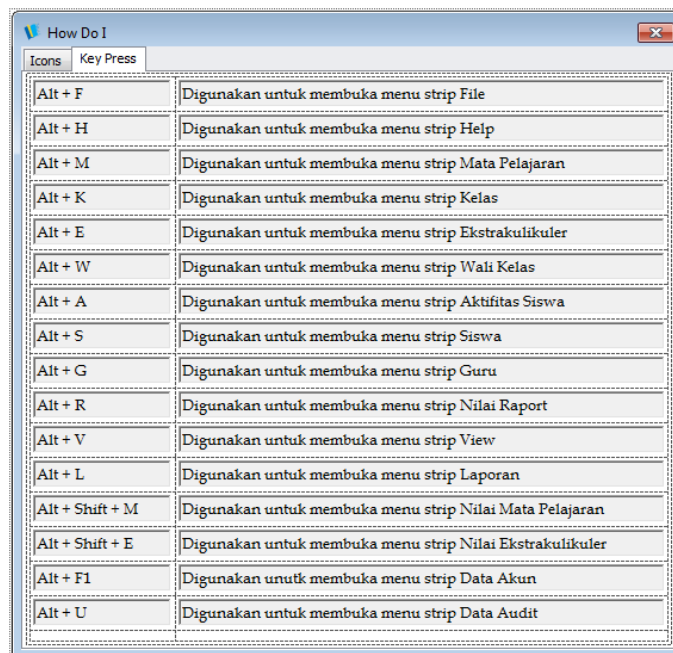 How Do I
Icons Key Press
Alt + F Digunakan untuk membuka menu strip File
Alt + H Digunakan untuk membuka menu strip Help
Alt + M Digunakan untuk membuka menu strip Mata Pelajaran
Alt + K Digunakan untuk membuka menu strip Kelas
Alt + E Digunakan untuk membuka menu strip Ekstrakulikuler
Alt + W Digunakan untuk membuka menu strip Wali Kelas
Alt + A Digunakan untuk membuka menu strip Aktifitas Siswa
Alt + S Digunakan untuk membuka menu strip Siswa
Alt + G Digunakan untuk membuka menu strip Guru
Alt + R Digunakan untuk membuka menu strip Nilai Raport
Alt + V Digunakan untuk membuka menu strip View
Alt + L Digunakan untuk membuka menu strip Laporan
Alt + Shift + M Digunakan untuk membuka menu strip Nilai Mata Pelajaran
Alt + Shift + E Digunakan untuk membuka menu strip Nilai Ekstrakulikuler
Alt + F1 Digunakan unutk membuka menu strip Data Akun
Alt + U Digunakan untuk membuka menu strip Data Audit